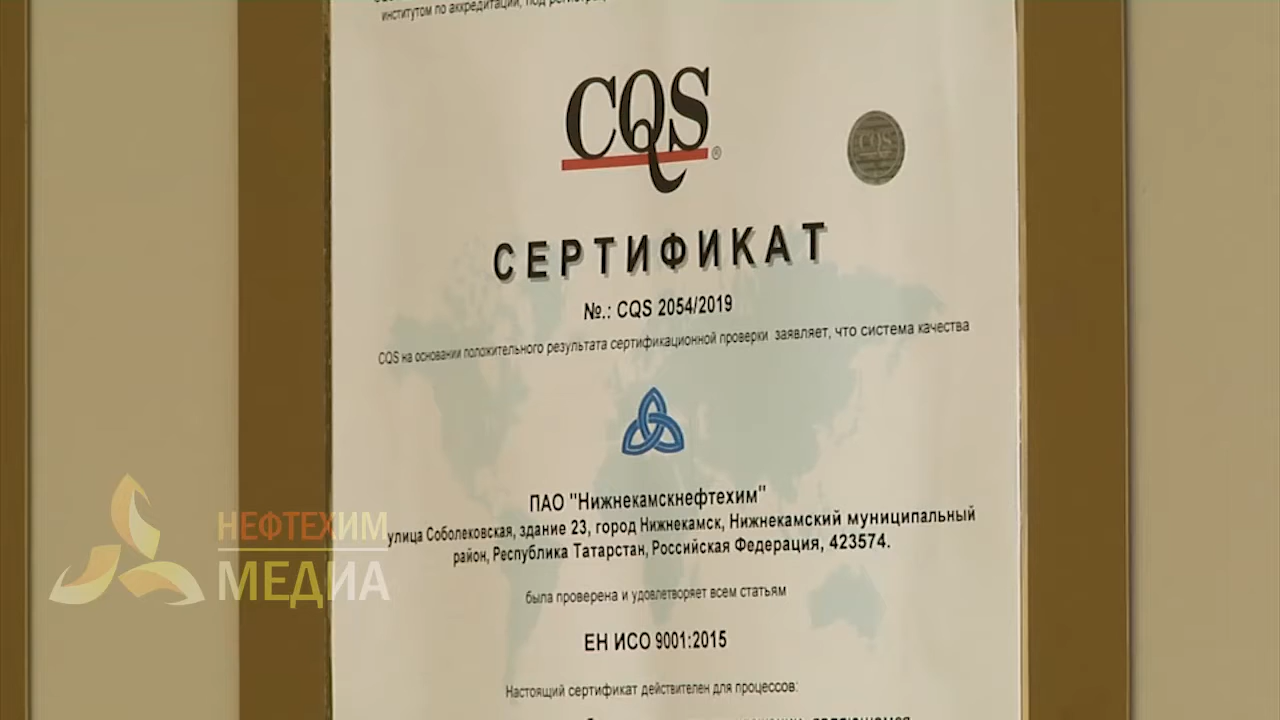 институтом по аккредитации, под
CQS
®
CQS
СЕРТИФИКАТ
№.: CQS 2054/2019
CQS на основании положительного результата сертификационной проверки заявляет, что система качества
ПАО "Нижнекамскнефтехим"
улица Соболековская, здание 23, город Нижнекамск, Нижнекамский муниципальный
район, Республика Татарстан, Российская Федерация, 423574.
НЕФТЕХИМ
МЕДИА
была проверена и удовлетворяет всем статьям
ЕН ИСО 9001:2015
Настоящий сертификат действителен для процессов: